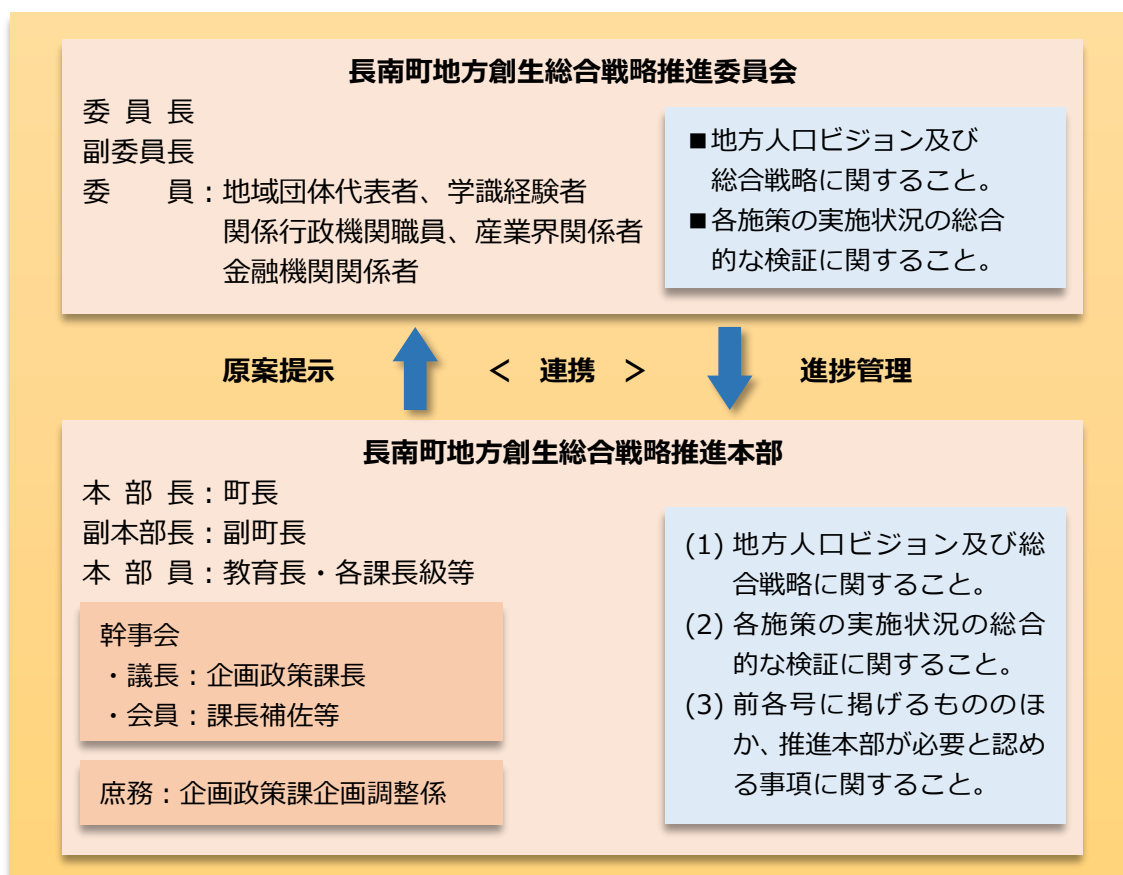 長南町地方創生総合戦略推進委員会
委 員 長
副委員長
委　　員：地域団体代表者、学識経験者
関係行政機関職員、産業界関係者
金融機関関係者
■地方人口ビジョン及び
総合戦略に関すること。
■各施策の実施状況の総合
的な検証に関すること。
原案提示
＜ 連携 ＞
進捗管理
長南町地方創生総合戦略推進本部
本 部 長：町長
副本部長：副町長
本 部 員：教育長・各課長級等
幹事会
・議長：企画政策課長
・会員：課長補佐等
庶務：企画政策課企画調整係
(1) 地方人口ビジョン及び総
合戦略に関すること。
(2) 各施策の実施状況の総合
的な検証に関すること。
(3) 前各号に掲げるもののほ
か、推進本部が必要と認め
る事項に関すること。